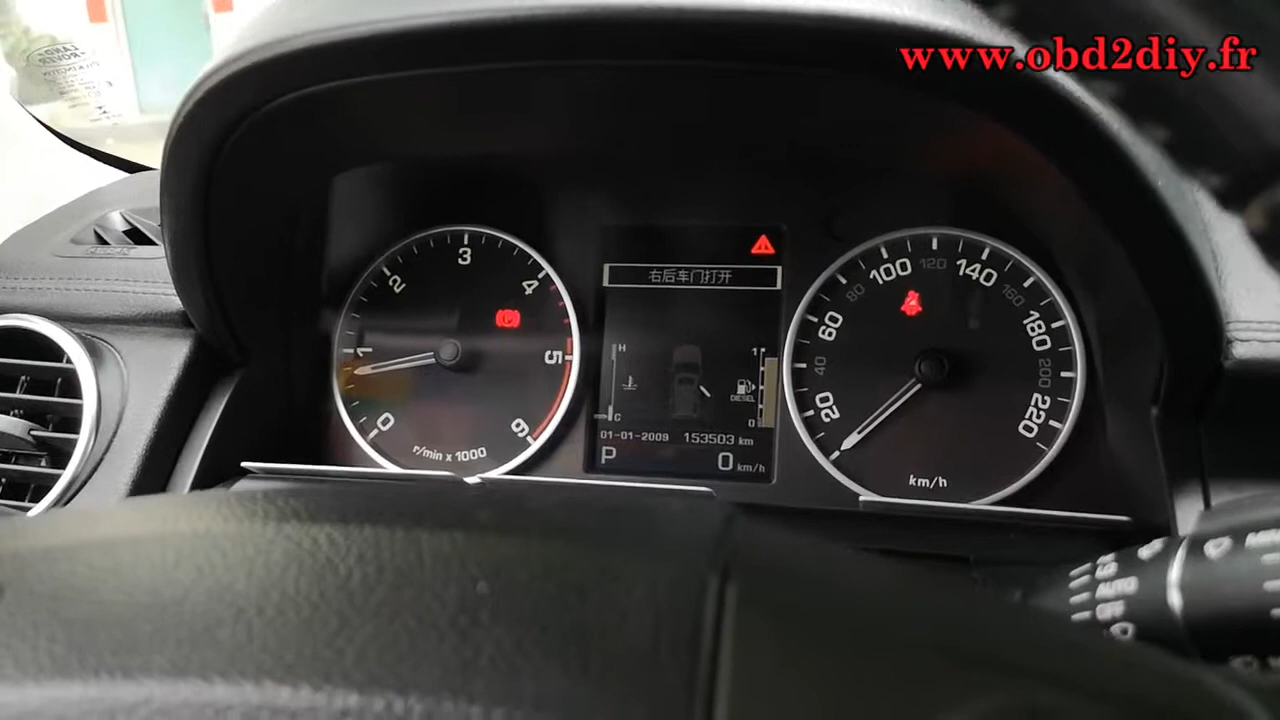 www.obd2diy.fr
LAND-
ROVER
右后车门打开
0
1
2
3
4
5
6
r/min x 1000
H
C
1
0
DIESEL
01-01-2009 153503 km
P 0 km/h
20
40
60
80
100
120
140
160
180
200
220
km/h